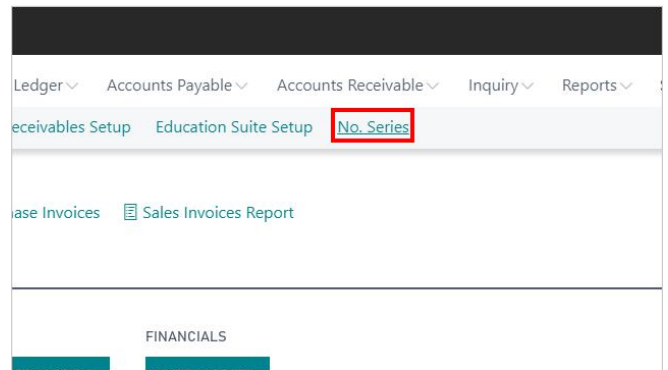 Ledger Accounts Payable Accounts Receivable Inquiry Reports
eceivables Setup Education Suite Setup No. Series
ase Invoices Sales Invoices Report
FINANCIALS